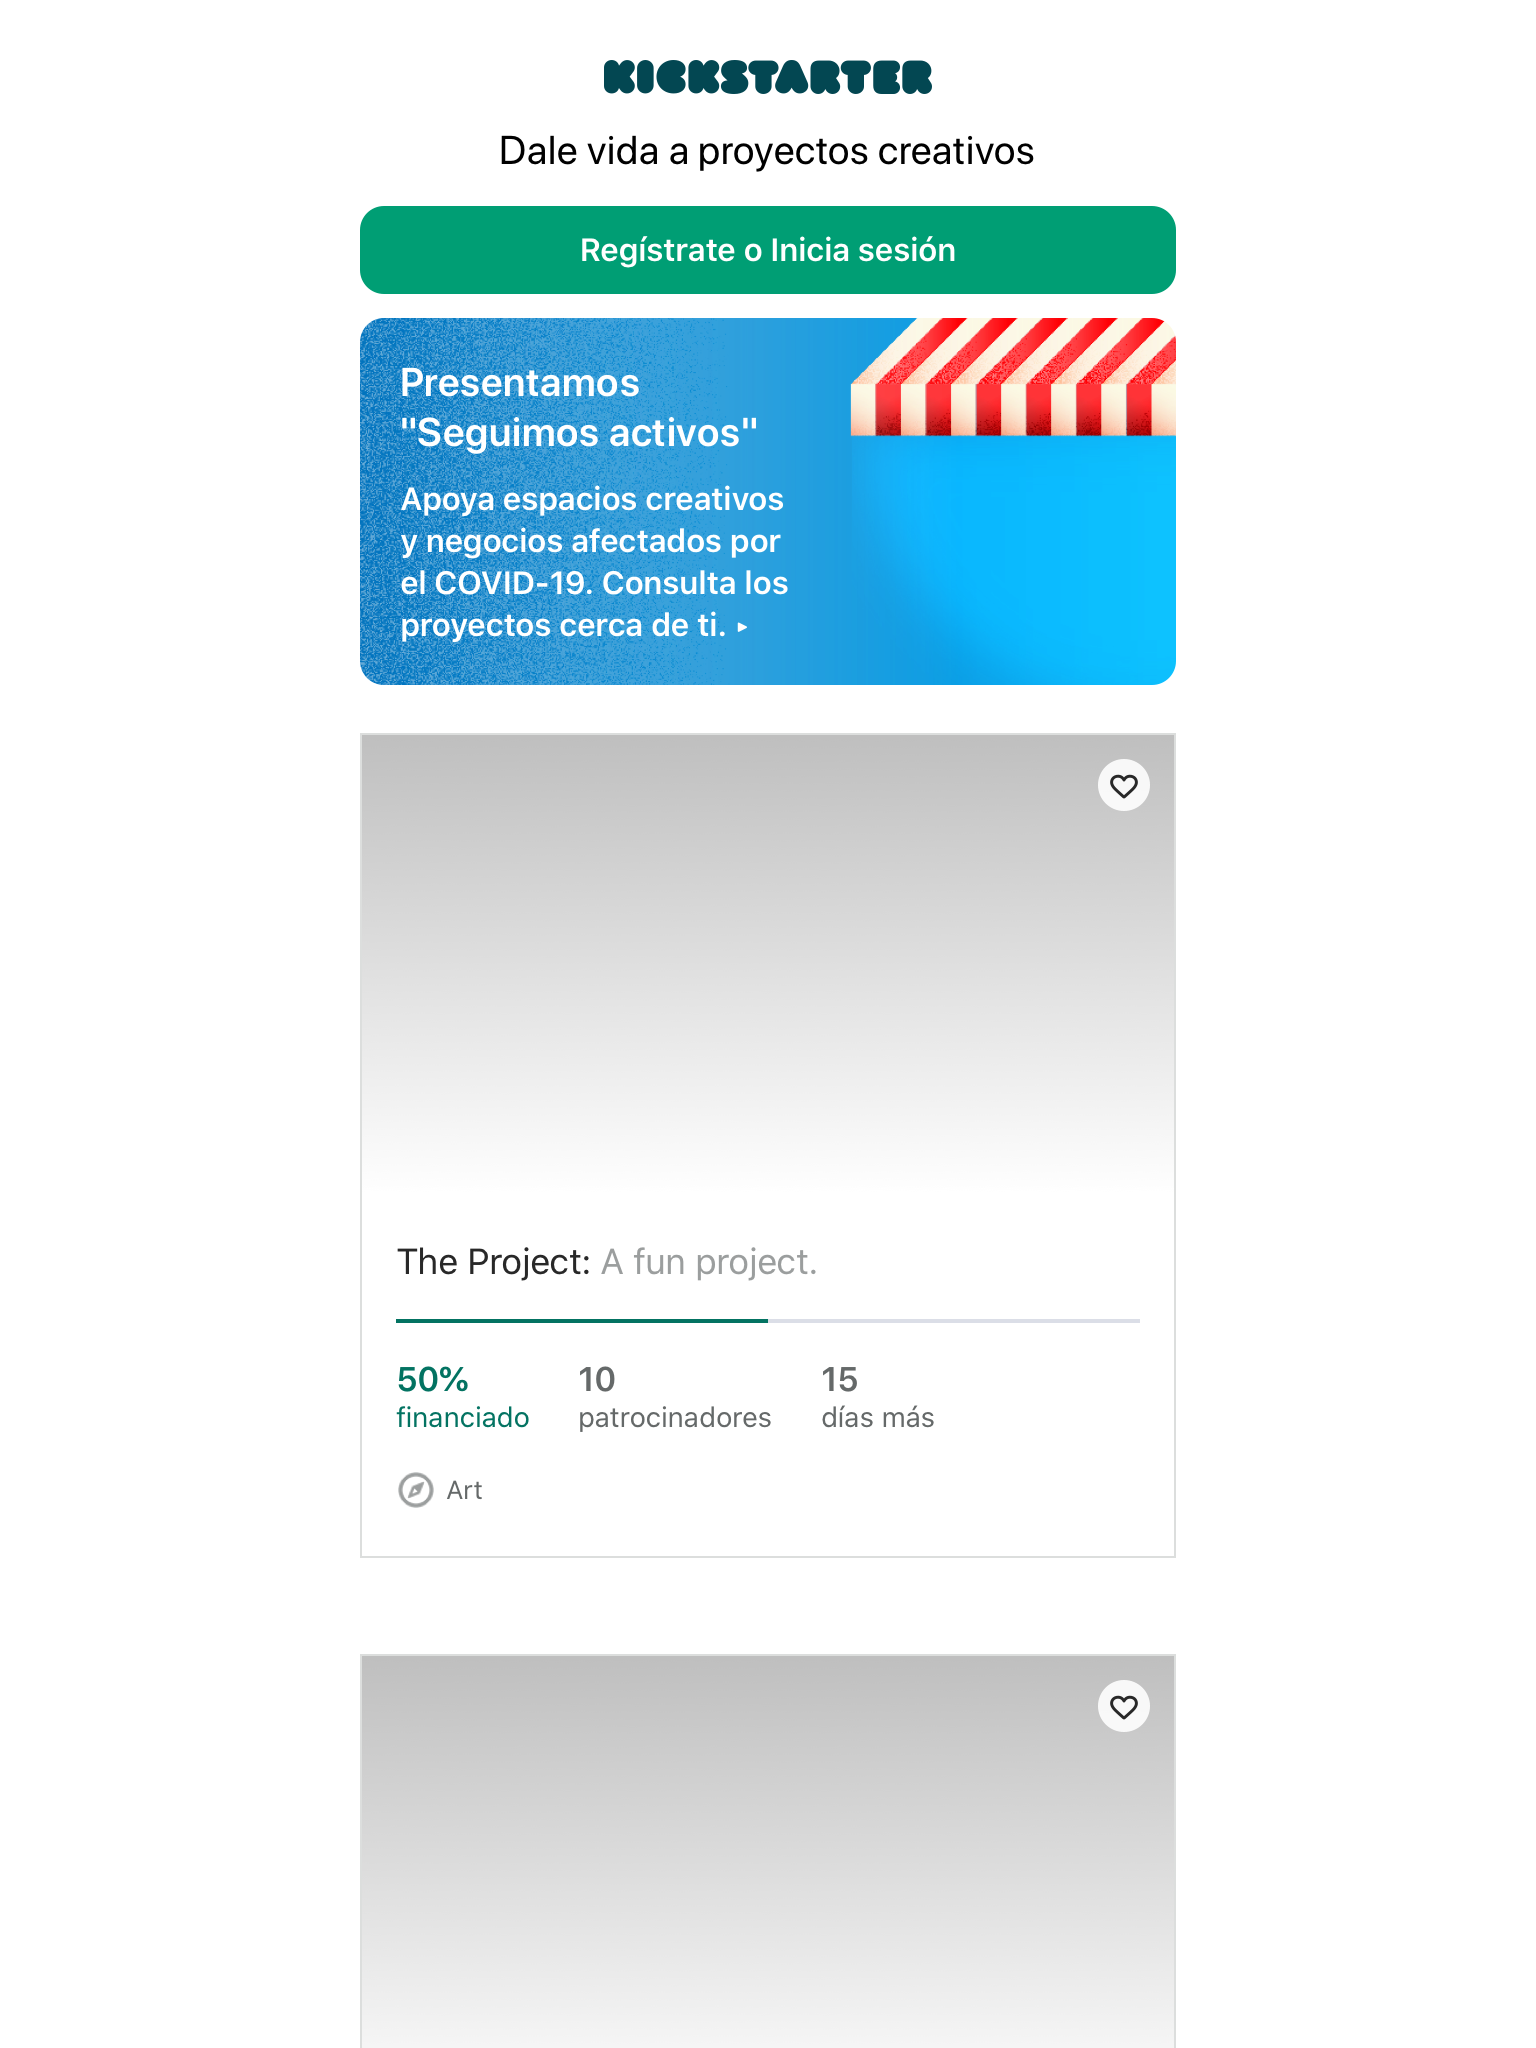 KICKSTARTER
Dale vida a proyectos creativos
Regístrate o Inicia sesión
Presentamos
"Seguimos activos"
Apoya espacios creativos
y negocios afectados por
el COVID-19. Consulta los
proyectos cerca de ti. ▸
The Project: A fun project.
50% 10 15
financiado patrocinadores días más
Art